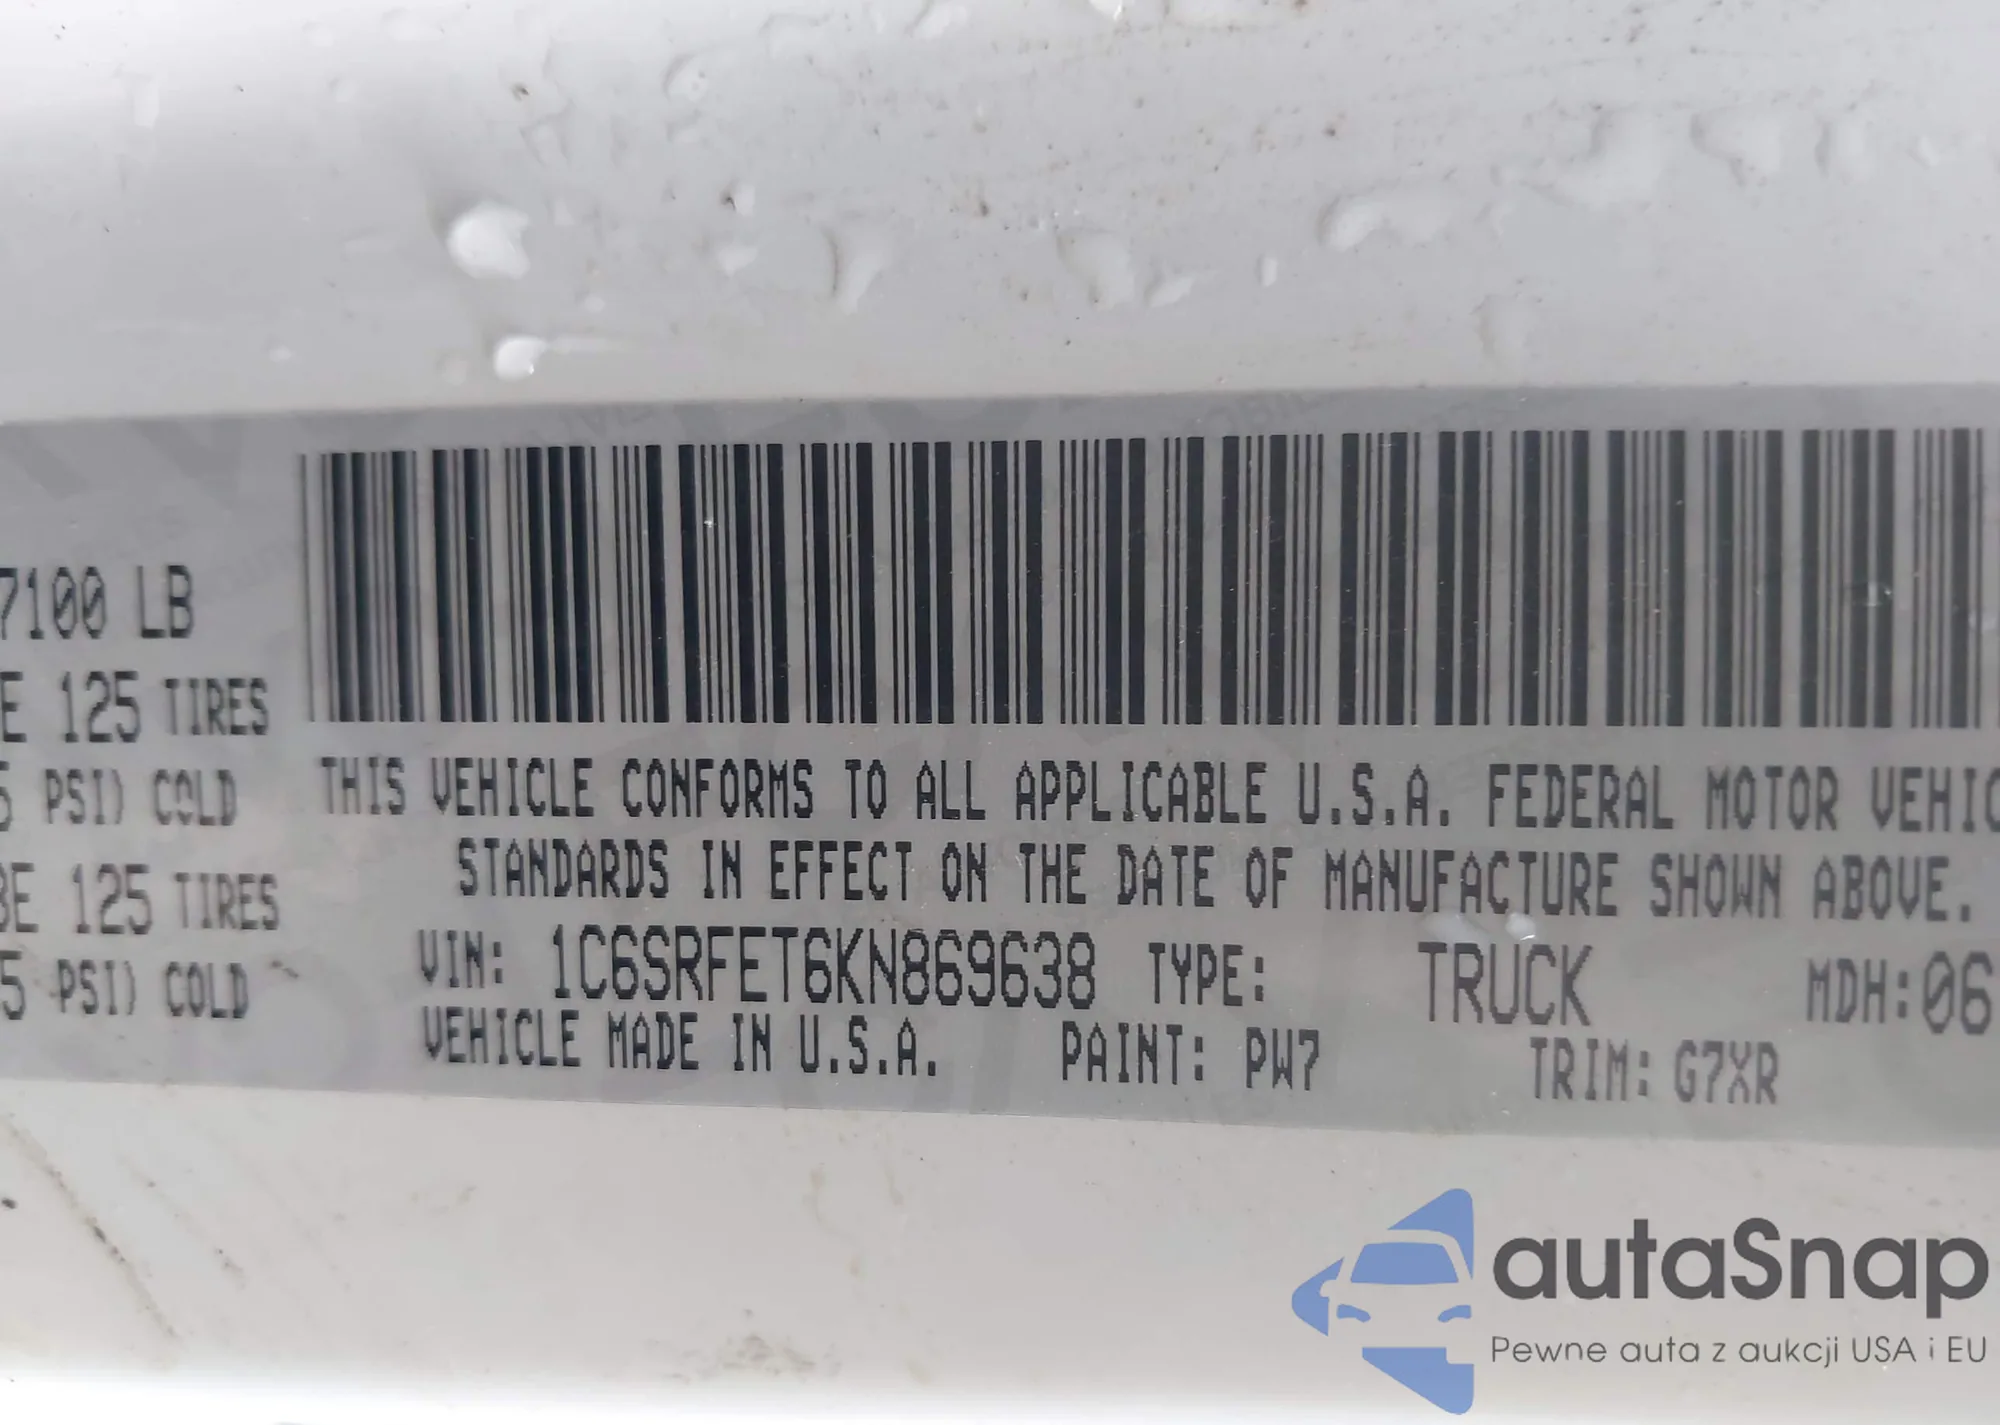 7100 LB
E 125 TIRES
5 PSI) COLD
BE 125 TIRES
5 PSI) COLD
THIS VEHICLE CONFORMS TO ALL APPLICABLE U.S.A. FEDERAL MOTOR VEHIC
STANDARDS IN EFFECT ON THE DATE OF MANUFACTURE SHOWN ABOVE.
VIN: 1C6SRFET6KN869638 TYPE: TRUCK MDH:06
VEHICLE MADE IN U.S.A. PAINT: PW7 TRIM: G7XR
autaSnap
Pewne auta z aukcji USA i EU